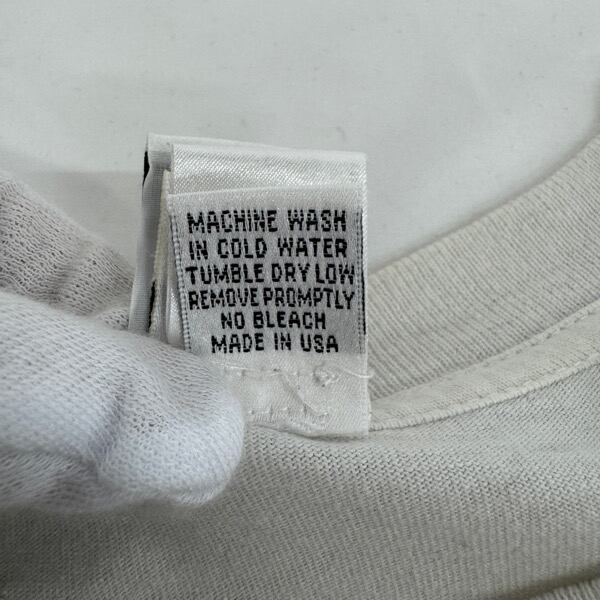 MACHINE WASH
IN COLD WATER
TUMBLE DRY LOW
REMOVE PROMPTLY
NO BLEACH
MADE IN USA